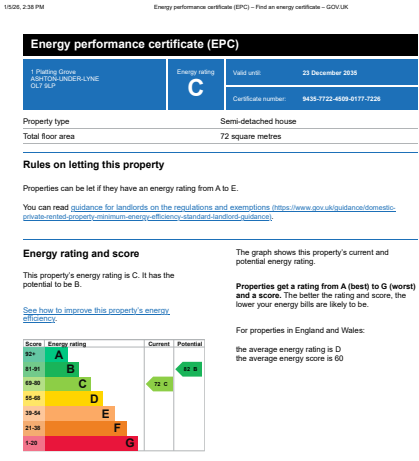 1/5/26, 2:38 PM
Energy performance certificate (EPC) – Find an energy certificate – GOV.UK
Energy performance certificate (EPC)
1 Platting Grove
ASHTON-UNDER-LYNE
OL7 9LP
Energy rating
C
Valid until:
23 December 2035
Certificate number:
9435-7722-4509-0177-7226
Property type
Semi-detached house
Total floor area
72 square metres
Rules on letting this property
Properties can be let if they have an energy rating from A to E.
You can read guidance for landlords on the regulations and exemptions (https://www.gov.uk/guidance/domestic-
private-rented-property-minimum-energy-efficiency-standard-landlord-guidance).
Energy rating and score
This property's energy rating is C. It has the
potential to be B.
See how to improve this property's energy
efficiency.
Score Energy rating Current Potential
92+ A
81-91 B 82 B
69-80 C 72 C
55-68 D
39-54 E
21-38 F
1-20 G
The graph shows this property's current and
potential energy rating.
Properties get a rating from A (best) to G (worst)
and a score. The better the rating and score, the
lower your energy bills are likely to be.
For properties in England and Wales:
the average energy rating is D
the average energy score is 60